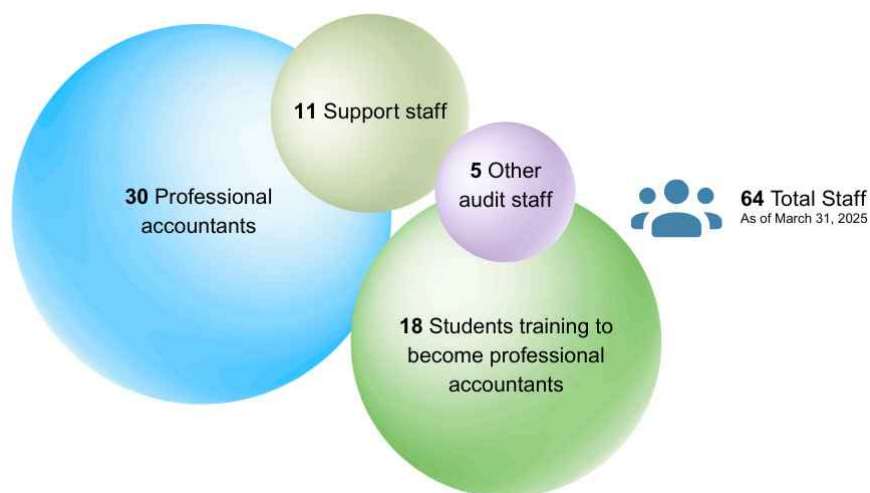 11 Support staff
30 Professional
accountants
5 Other
audit staff
64 Total Staff
As of March 31, 2025
18 Students training to
become professional
accountants